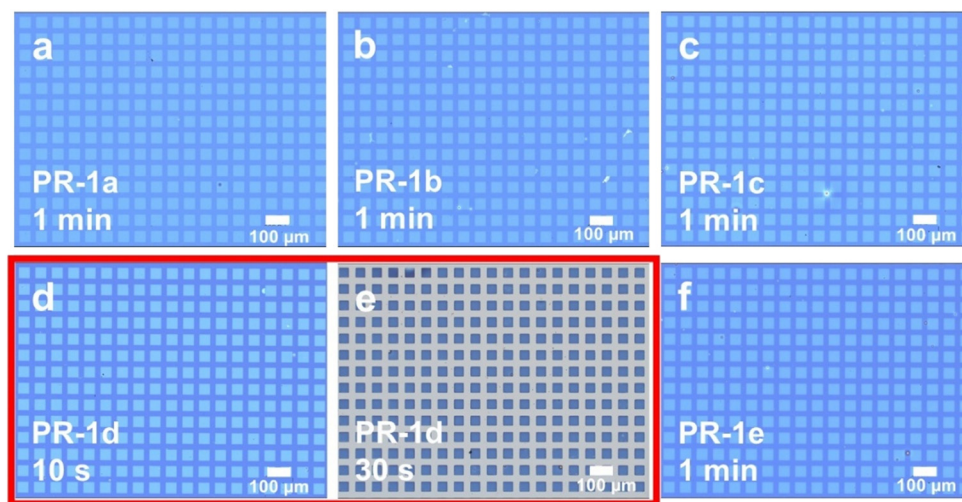 a
PR-1a
1 min
100 µm
b
PR-1b
1 min
100 µm
c
PR-1c
1 min
100 µm
d
PR-1d
10 s
100 µm
e
PR-1d
30 s
100 µm
f
PR-1e
1 min
100 µm